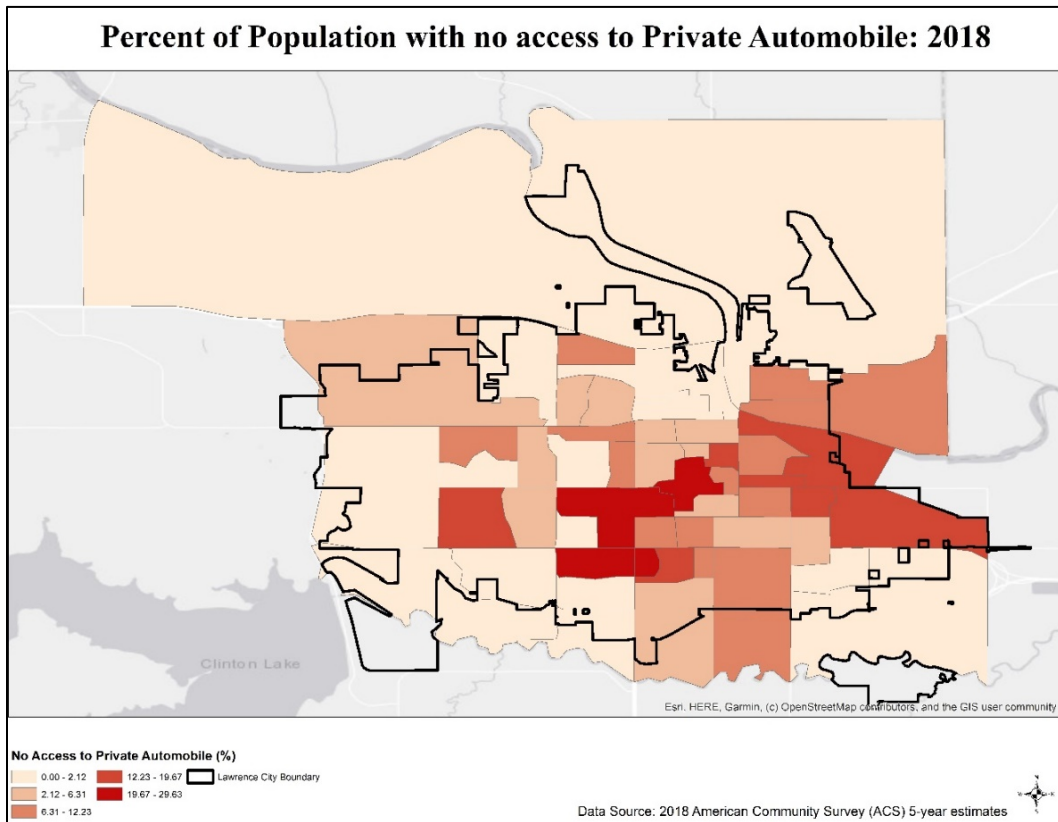 Percent of Population with no access to Private Automobile: 2018
Clinton Lake
Esri, HERE, Garmin, (c) OpenStreetMap contributors, and the GIS user community
No Access to Private Automobile (%)
0.00 - 2.12 12.23 - 19.67 Lawrence City Boundary
2.12 - 6.31 19.67 - 29.63
6.31 - 12.23
Data Source: 2018 American Community Survey (ACS) 5-year estimates